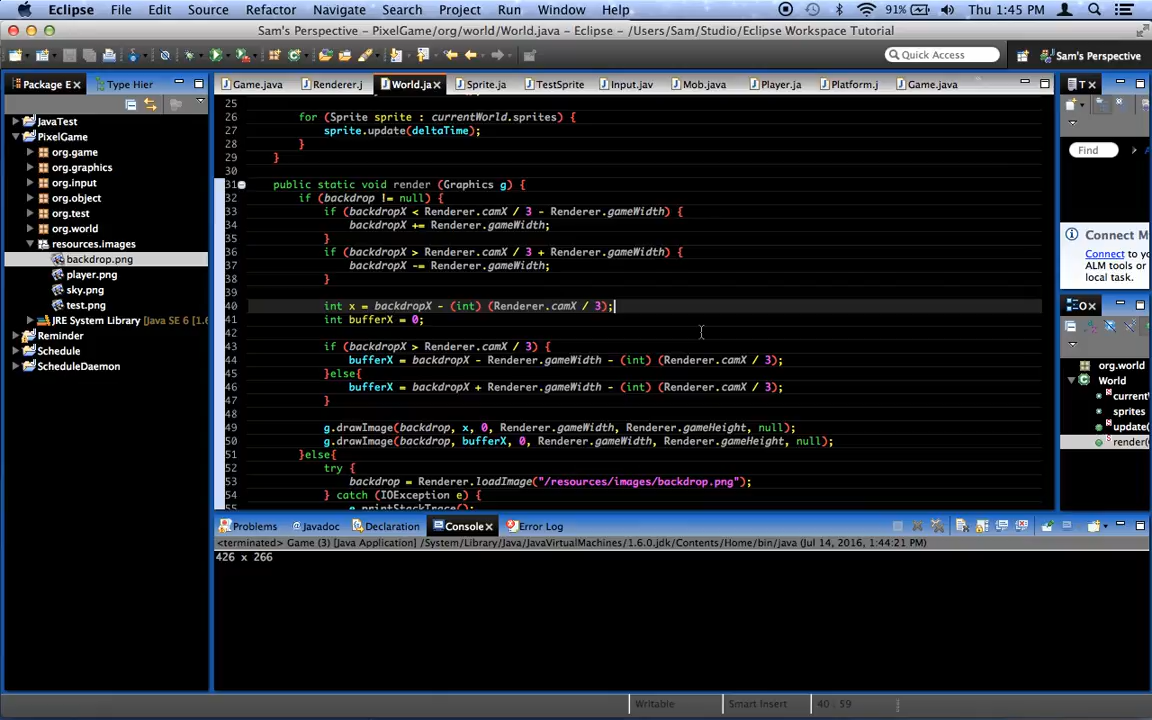 Eclipse File Edit Source Refactor Navigate Search Project Run Window Help 91% Thu 1:45 PM
Sam's Perspective - PixelGame/org/world/World.java - Eclipse - /Users/Sam/Studio/Eclipse Workspace Tutorial
Quick Access Sam's Perspective
Package E Type Hier Game.java Renderer.j World.jav Sprite.ja TestSprite Input.jav Mob.java Player.ja Platform.j Game.java T
JavaTest
PixelGame
org.game
org.graphics
org.input
org.object
org.test
org.world
resources.images
backdrop.png
player.png
sky.png
test.png
JRE System Library [Java SE 6 [1.6
Reminder
Schedule
ScheduleDaemon
25
26 for (Sprite sprite : currentWorld.sprites) {
27 sprite.update(deltaTime);
28 }
29 }
30
31 public static void render (Graphics g) {
32 if (backdrop != null) {
33 if (backdropX < Renderer.camX / 3 - Renderer.gameWidth) {
34 backdropX += Renderer.gameWidth;
35 }
36 if (backdropX > Renderer.camX / 3 + Renderer.gameWidth) {
37 backdropX -= Renderer.gameWidth;
38 }
39
40 int x = backdropX - (int) (Renderer.camX / 3);
41 int bufferX = 0;
42
43 if (backdropX > Renderer.camX / 3) {
44 bufferX = backdropX - Renderer.gameWidth - (int) (Renderer.camX / 3);
45 }else{
46 bufferX = backdropX + Renderer.gameWidth - (int) (Renderer.camX / 3);
47 }
48
49 g.drawImage(backdrop, x, 0, Renderer.gameWidth, Renderer.gameHeight, null);
50 g.drawImage(backdrop, bufferX, 0, Renderer.gameWidth, Renderer.gameHeight, null);
51 }else{
52 try {
53 backdrop = Renderer.loadImage("/resources/images/backdrop.png");
54 } catch (IOException e) {
55 e.printStackTrace();
Find
Connect M
Connect to y
ALM tools or
local task.
O
org.world
World
current
sprites
update(
render(
Problems Javadoc Declaration Console Error Log
<terminated> Game (3) [Java Application] /System/Library/Java/JavaVirtualMachines/1.6.0.jdk/Contents/Home/bin/java (Jul 14, 2016, 1:44:21 PM)
426 x 266
Writable Smart Insert 40 : 59